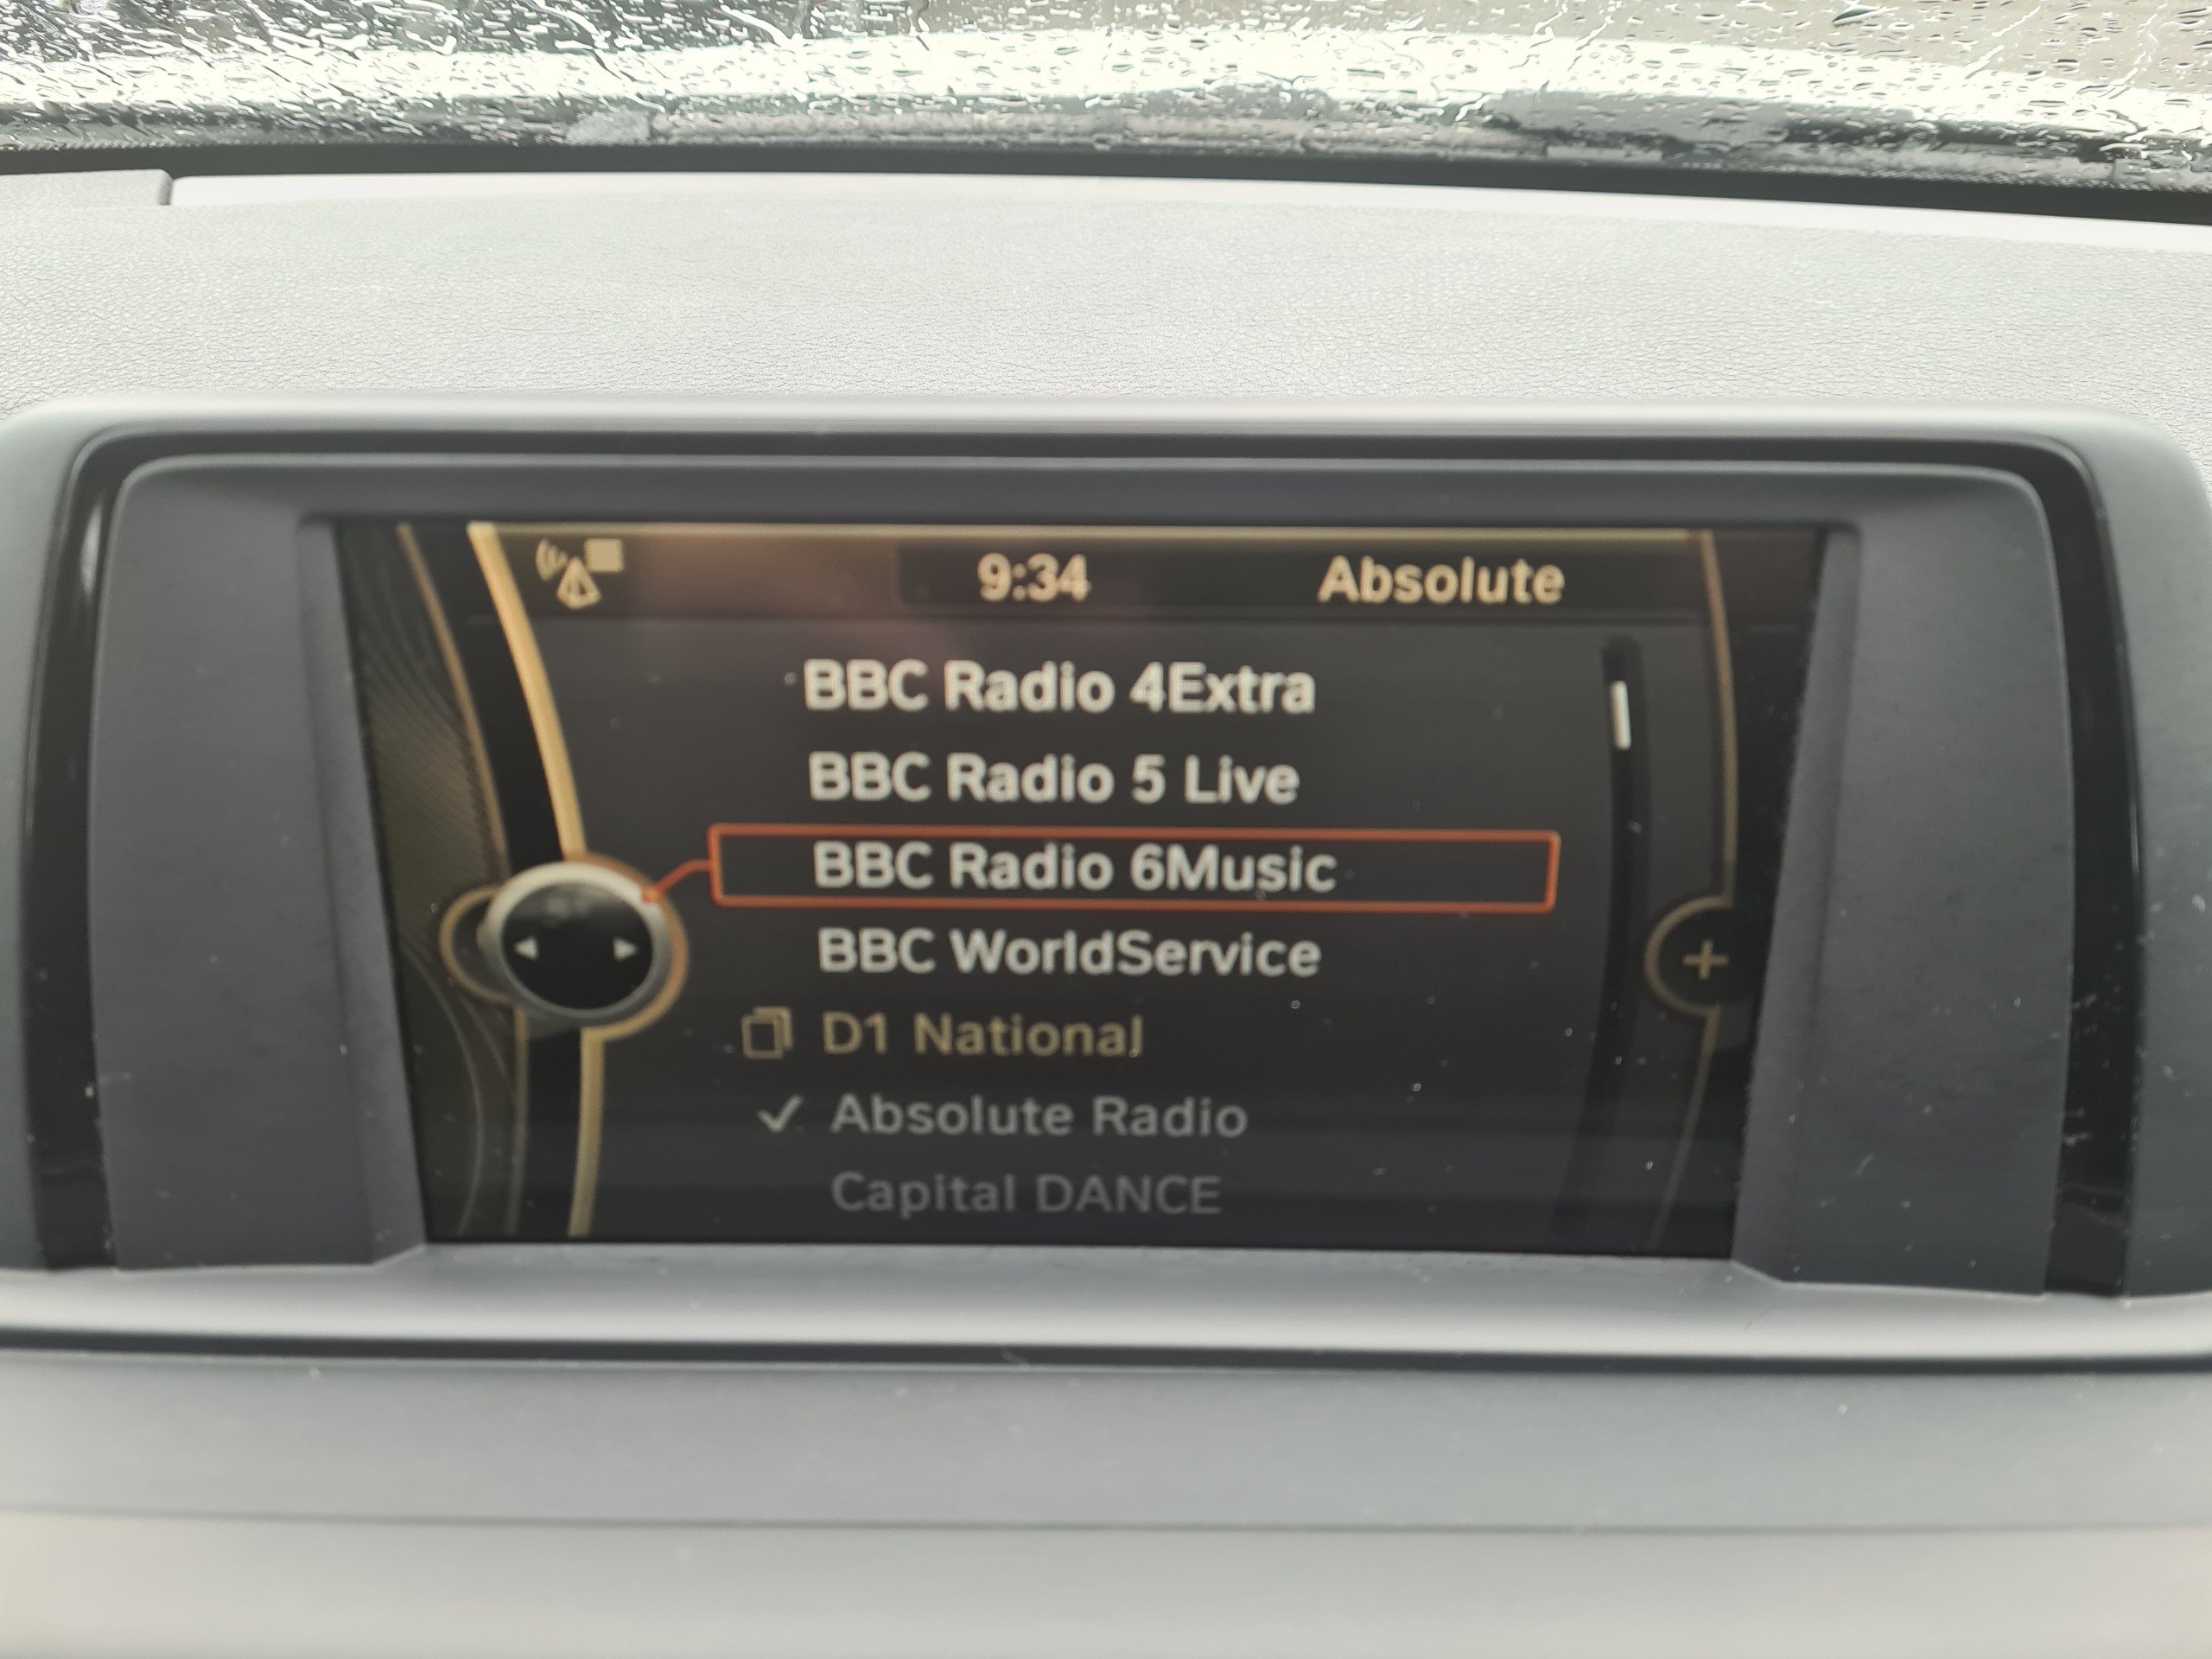 9:34 Absolute
BBC Radio 4Extra
BBC Radio 5 Live
BBC Radio 6Music
BBC WorldService
D1 National
Absolute Radio
Capital DANCE